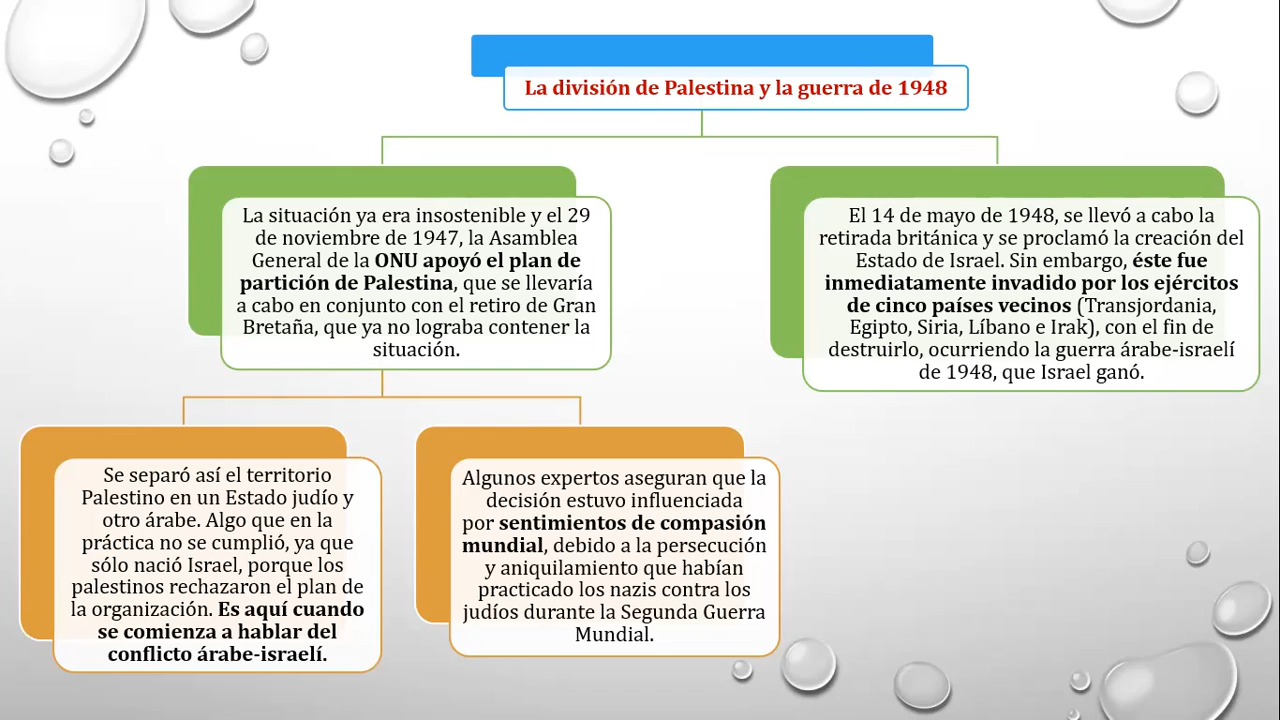 La división de Palestina y la guerra de 1948
La situación ya era insostenible y el 29
de noviembre de 1947, la Asamblea
General de la ONU apoyó el plan de
partición de Palestina, que se llevaría
a cabo en conjunto con el retiro de Gran
Bretaña, que ya no lograba contener la
situación.
El 14 de mayo de 1948, se llevó a cabo la
retirada británica y se proclamó la creación del
Estado de Israel. Sin embargo, éste fue
inmediatamente invadido por los ejércitos
de cinco países vecinos (Transjordania,
Egipto, Siria, Líbano e Irak), con el fin de
destruirlo, ocurriendo la guerra árabe-israelí
de 1948, que Israel ganó.
Se separó así el territorio
Palestino en un Estado judío y
otro árabe. Algo que en la
práctica no se cumplió, ya que
sólo nació Israel, porque los
palestinos rechazaron el plan de
la organización. Es aquí cuando
se comienza a hablar del
conflicto árabe-israelí.
Algunos expertos aseguran que la
decisión estuvo influenciada
por sentimientos de compasión
mundial, debido a la persecución
y aniquilamiento que habían
practicado los nazis contra los
judíos durante la Segunda Guerra
Mundial.